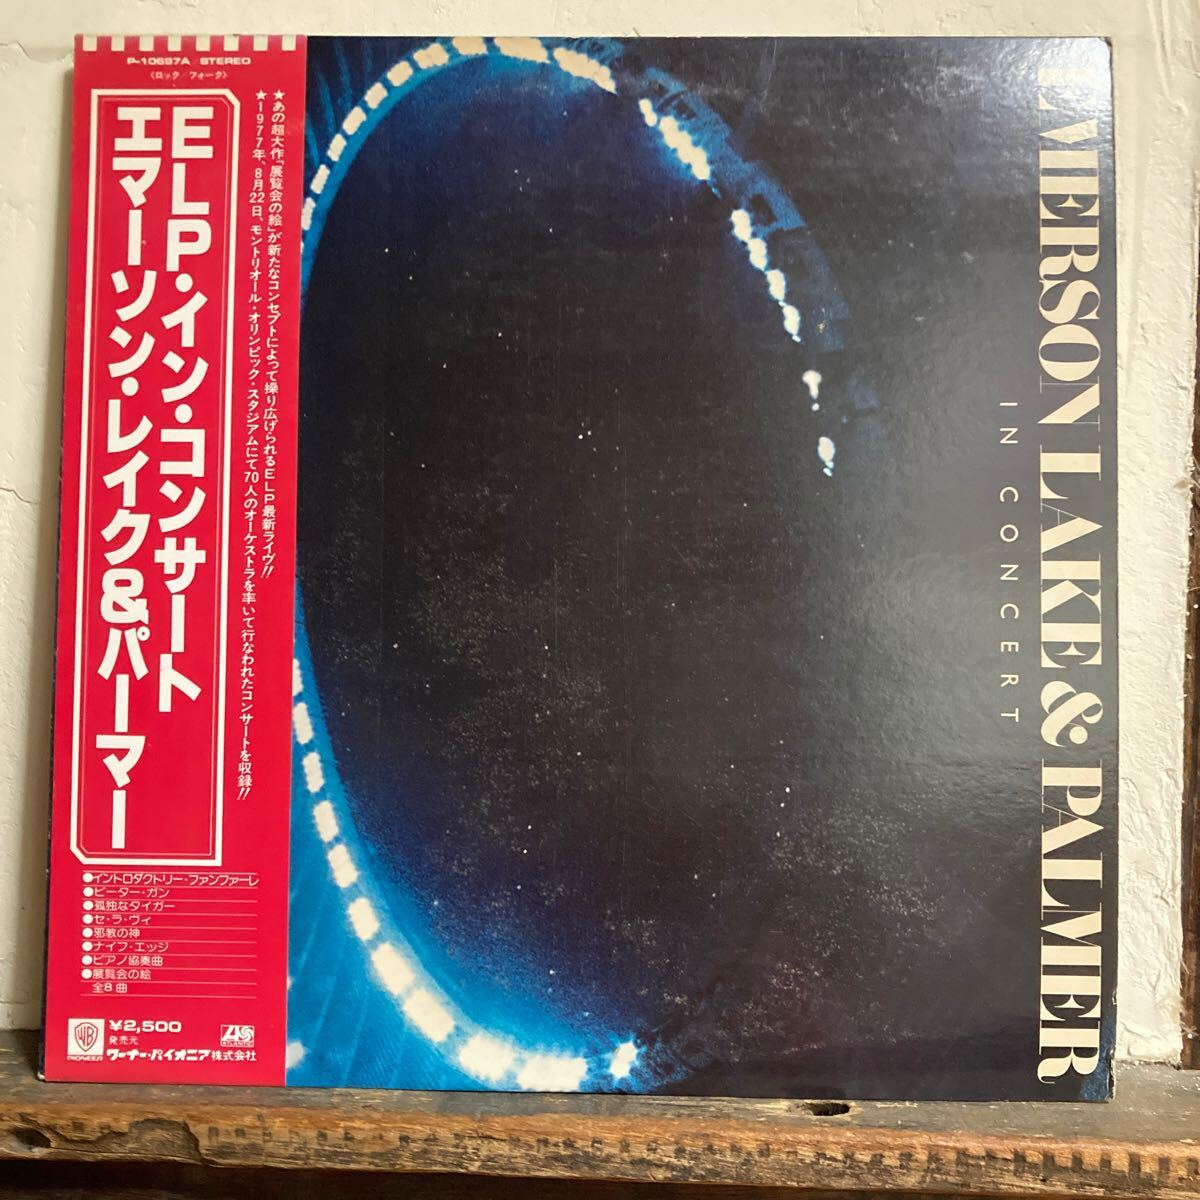 P-10697A / STEREO
〈ロック フォーク〉
★あの超大作「展覧会の絵」が新たなコンセプトによって操り広げられるELP最新ライヴ!!
★1977年、8月22日、モントリオール・オリンピック・スタジアムにて70人のオーケストラを率いて行なわれたコンサートを収録!!
ELP・イン・コンサート
エマーソン・レイク&パーマー
●イントロダクトリー・ファンファーレ
●ピーター・ガン
●孤独なタイガー
●セ・ラ・ヴィ
●邪教の神
●ナイフ・エッジ
●ピアノ協奏曲
●展覧会の絵
全8曲
WB
PIONEER
¥2,500
発売元
ワーナー・パイオニア株式会社
ATLANTIC
EMERSON LAKE & PALMER
IN CONCERT